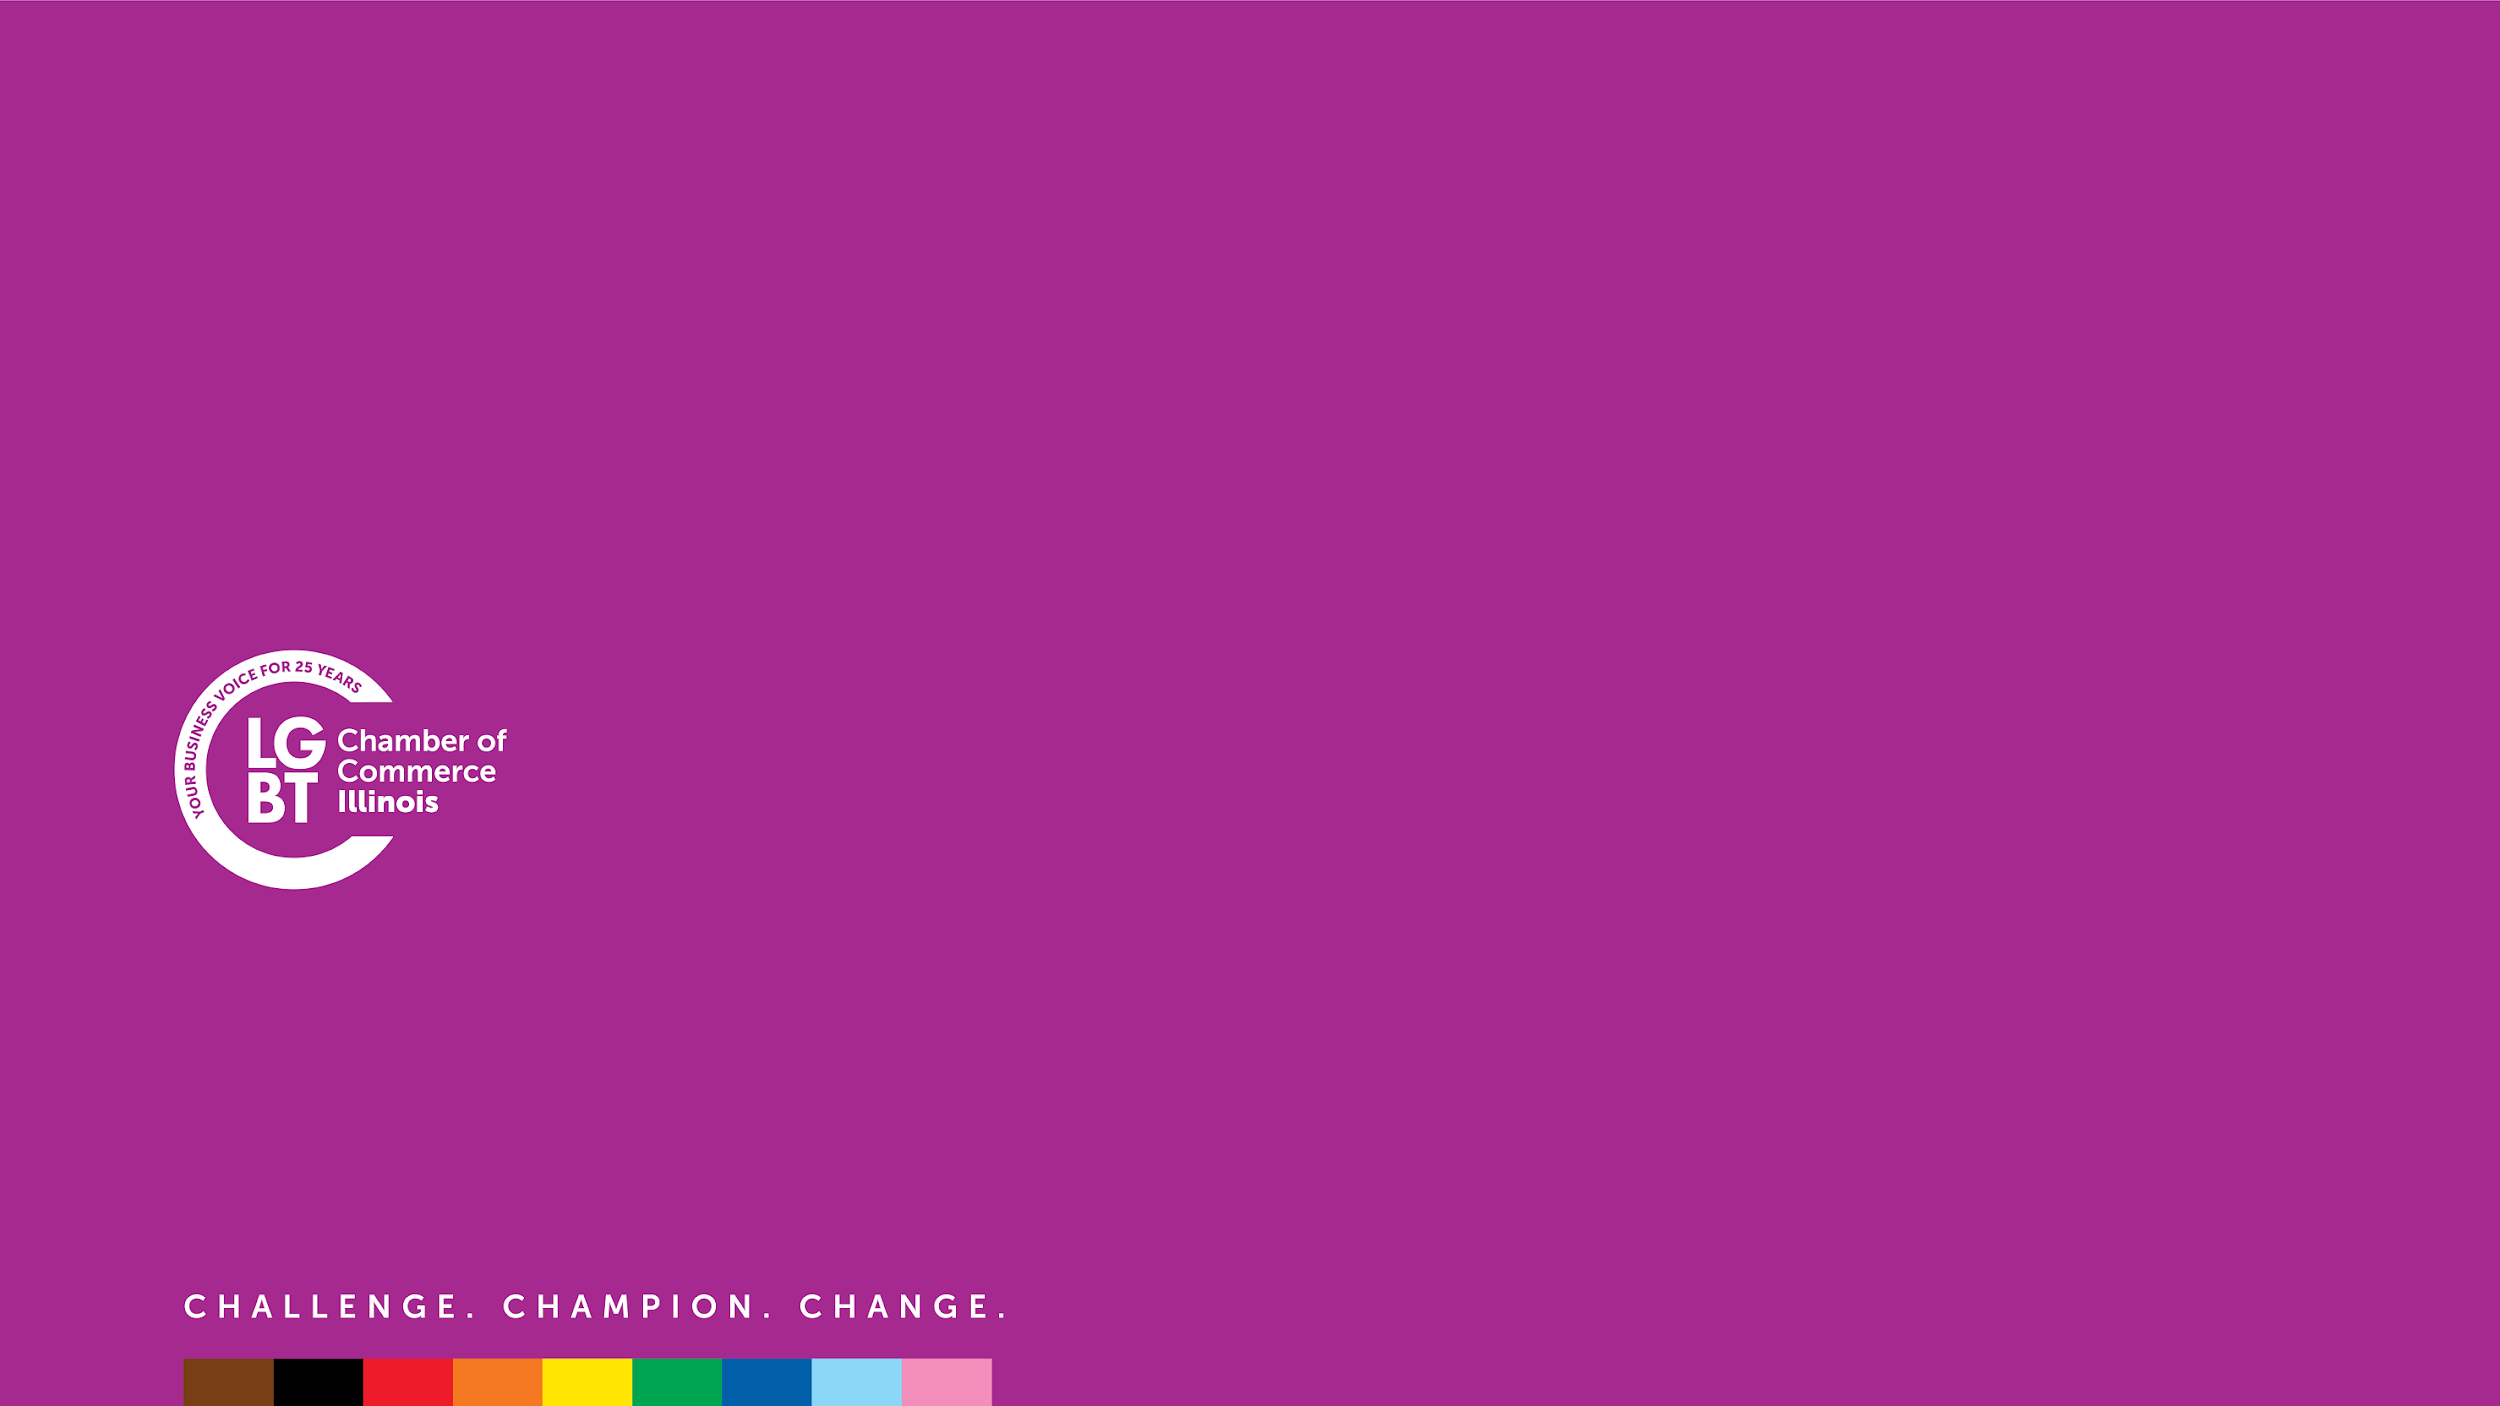 YOUR BUSINESS VOICE FOR 25 YEARS
LG
BT
Chamber of
Commerce
Illinois
CHALLENGE. CHAMPION. CHANGE.